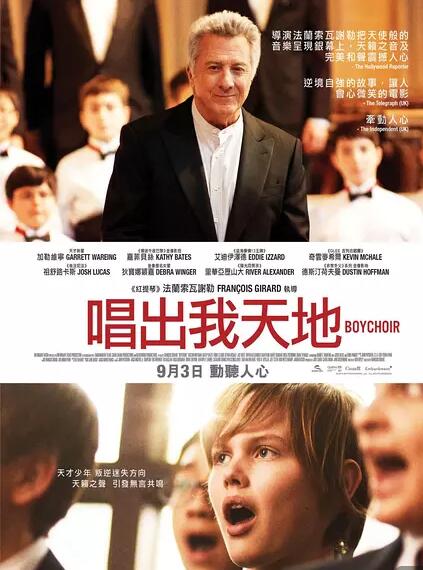 導演法蘭索瓦謝勒把天使般的
音樂呈現銀幕上，天籟之音及
完美和聲震撼人心
- The Hollywood Reporter
逆境自強的故事，讓人
會心微笑的電影
- The Telegraph (UK)
牽動人心
- The Independent (UK)
加勒維寧 GARRETT WAREING 嘉菲貝絲 KATHY BATES 艾迪伊澤德 EDDIE IZZARD 奇雲麥希爾 KEVIN MCHALE
祖舒路卡斯 JOSH LUCAS 狄寶娜穎嘉 DEBRA WINGER 里華亞歷山大 RIVER ALEXANDER 德斯汀荷夫曼 DUSTIN HOFFMAN
《紅提琴》法蘭索瓦謝勒 FRANÇOIS GIRARD 執導
唱出我天地 BOYCHOIR
9月3日 動聽人心
天才少年 叛逆迷失方向
天籟之聲 引發無言共鳴